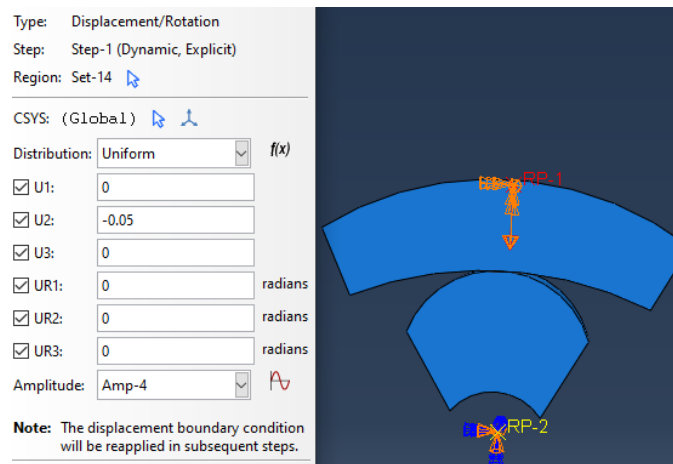 Type: Displacement/Rotation
Step: Step-1 (Dynamic, Explicit)
Region: Set-14
CSYS: (Global)
Distribution: Uniform f(x)
U1: 0
U2: -0.05
U3: 0
UR1: 0 radians
UR2: 0 radians
UR3: 0 radians
Amplitude: Amp-4
Note: The displacement boundary condition
will be reapplied in subsequent steps.
RP-1
RP-2